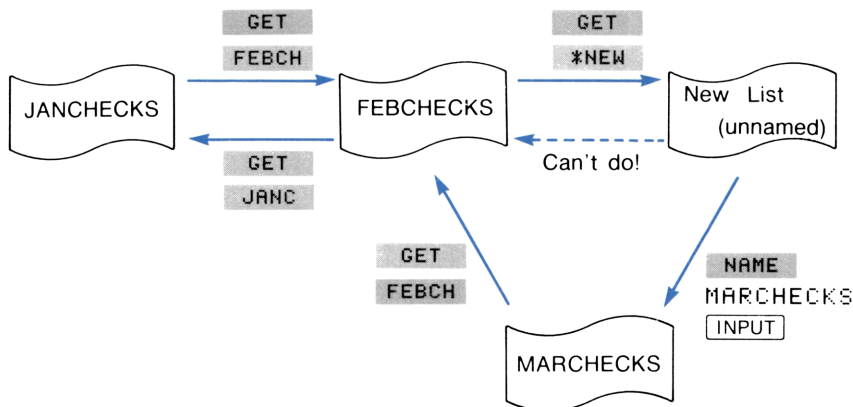 GET
FEBCH
GET
*NEW
JANCHECKS
FEBCHECKS
New List
(unnamed)
Can't do!
GET
JANC
GET
FEBCH
NAME
MARCHECKS
INPUT
MARCHECKS